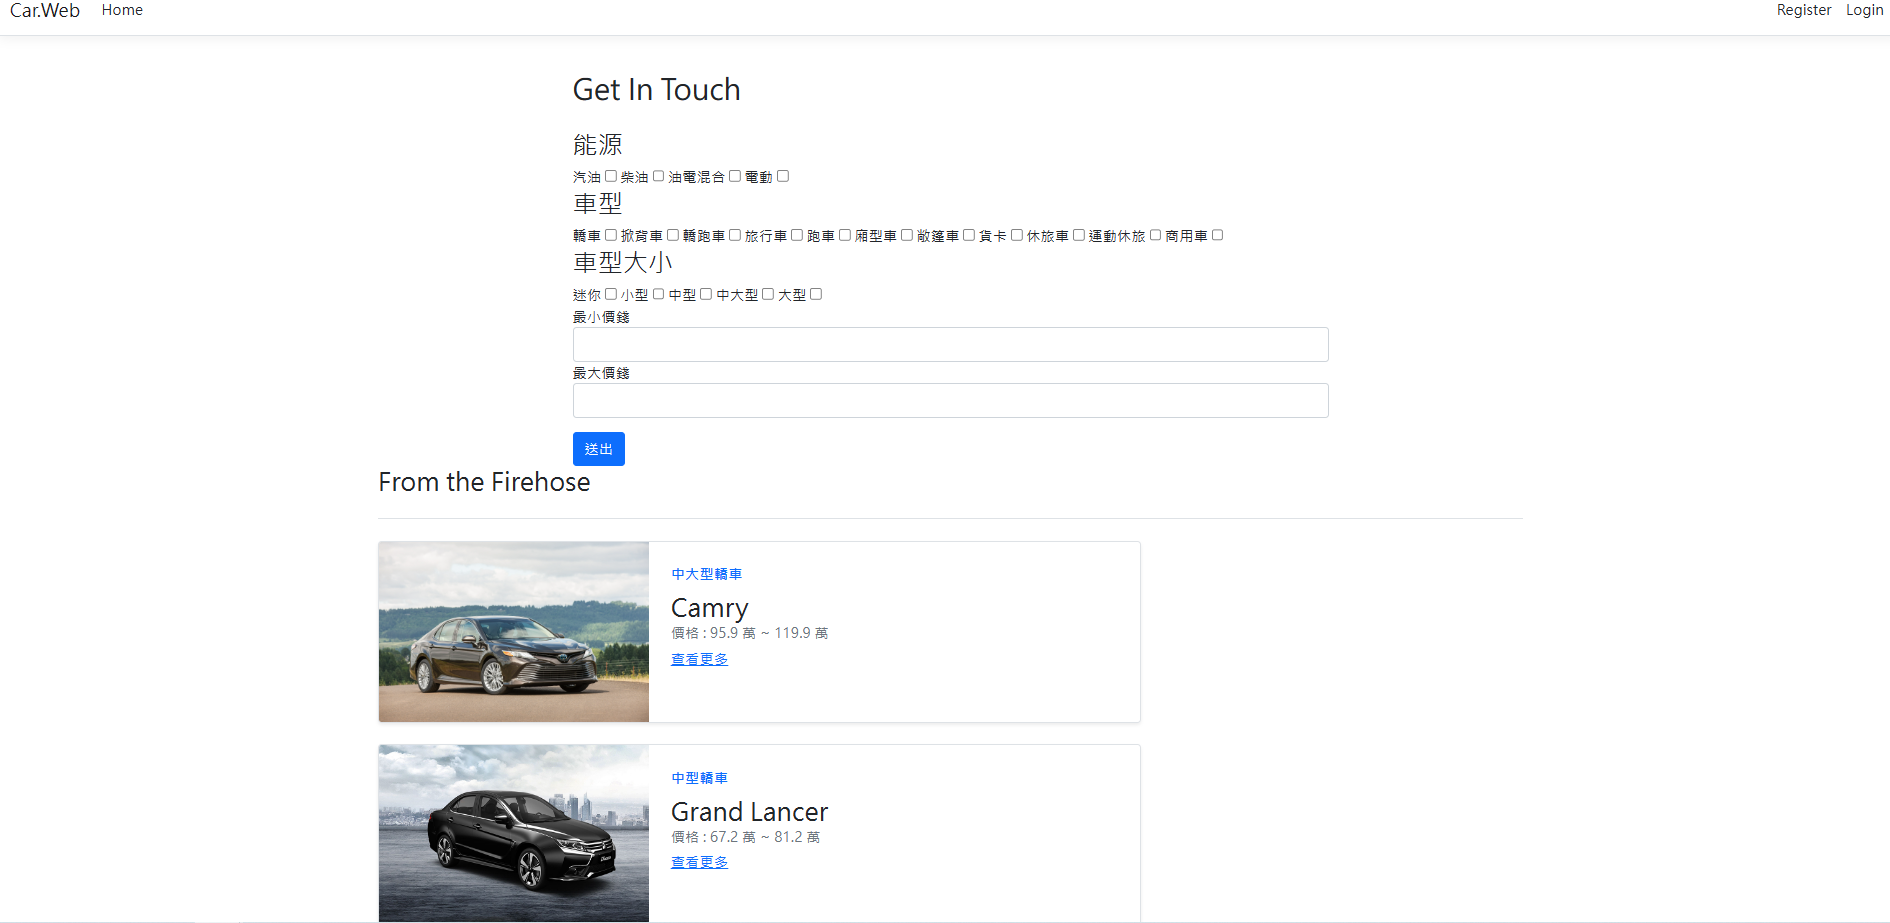 Car.Web Home Register Login
Get In Touch
能源
汽油 柴油 油電混合 電動
車型
轎車 掀背車 轎跑車 旅行車 跑車 廂型車 敞篷車 貨卡 休旅車 運動休旅 商用車
車型大小
迷你 小型 中型 中大型 大型
最小價錢
最大價錢
送出
From the Firehose
中大型轎車
Camry
價格 : 95.9 萬 ~ 119.9 萬
查看更多
中型轎車
Grand Lancer
價格 : 67.2 萬 ~ 81.2 萬
查看更多